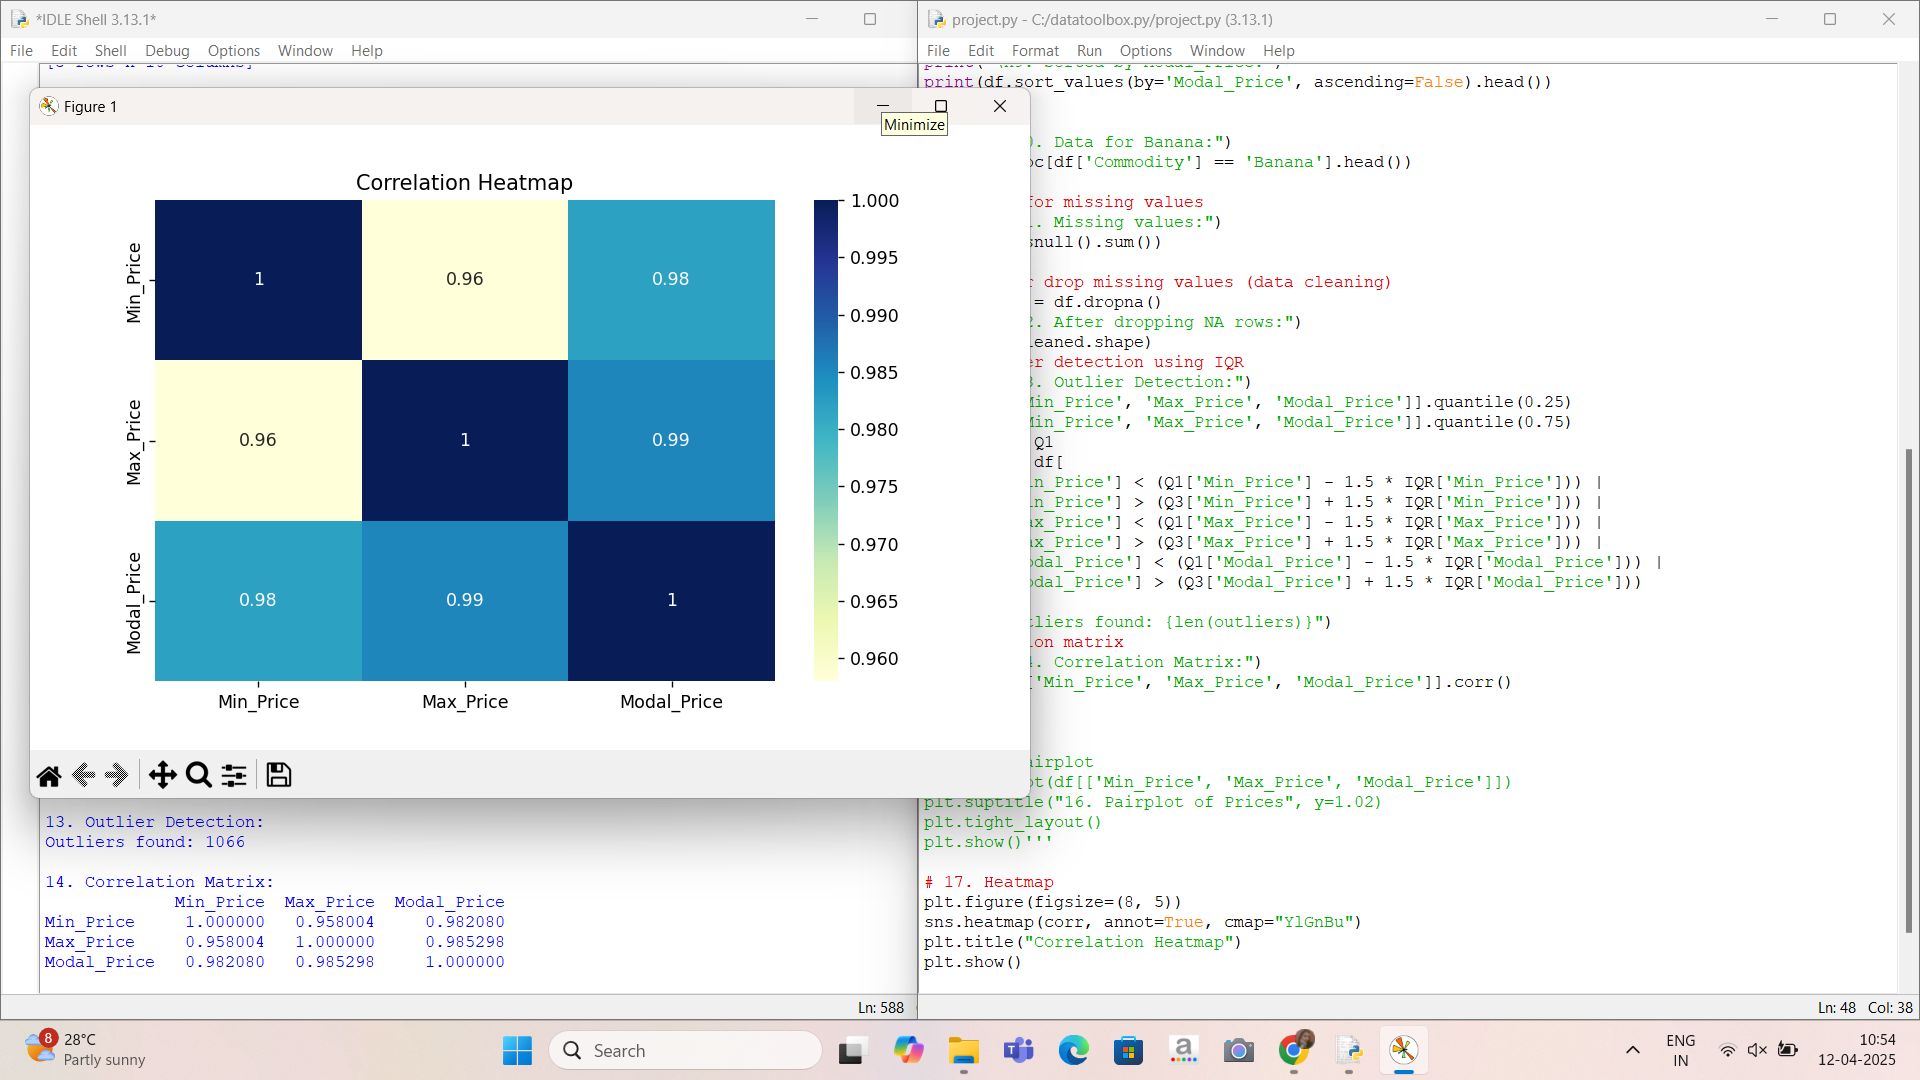 *IDLE Shell 3.13.1*
File Edit Shell Debug Options Window Help
Figure 1
Minimize
Correlation Heatmap
Min_Price 1 0.96 0.98
Max_Price 0.96 1 0.99
Modal_Price 0.98 0.99 1
Min_Price Max_Price Modal_Price
1.000
0.995
0.990
0.985
0.980
0.975
0.970
0.965
0.960
13. Outlier Detection:
Outliers found: 1066
14. Correlation Matrix:
Min_Price Max_Price Modal_Price
Min_Price 1.000000 0.958004 0.982080
Max_Price 0.958004 1.000000 0.985298
Modal_Price 0.982080 0.985298 1.000000
Ln: 588
project.py - C:/datatoolbox.py/project.py (3.13.1)
File Edit Format Run Options Window Help
print(df.sort_values(by='Modal_Price', ascending=False).head())
. Data for Banana:")
oc[df['Commodity'] == 'Banana'].head())
for missing values
. Missing values:")
snull().sum())
drop missing values (data cleaning)
= df.dropna()
. After dropping NA rows:")
leaned.shape)
er detection using IQR
. Outlier Detection:")
Min_Price', 'Max_Price', 'Modal_Price']].quantile(0.25)
Min_Price', 'Max_Price', 'Modal_Price']].quantile(0.75)
Q1
df[
n_Price'] < (Q1['Min_Price'] - 1.5 * IQR['Min_Price'])) |
n_Price'] > (Q3['Min_Price'] + 1.5 * IQR['Min_Price'])) |
x_Price'] < (Q1['Max_Price'] - 1.5 * IQR['Max_Price'])) |
x_Price'] > (Q3['Max_Price'] + 1.5 * IQR['Max_Price'])) |
dal_Price'] < (Q1['Modal_Price'] - 1.5 * IQR['Modal_Price'])) |
dal_Price'] > (Q3['Modal_Price'] + 1.5 * IQR['Modal_Price']))
tliers found: {len(outliers)}")
ion matrix
. Correlation Matrix:")
['Min_Price', 'Max_Price', 'Modal_Price']].corr()
airplot
ot(df[['Min_Price', 'Max_Price', 'Modal_Price']])
plt.suptitle("16. Pairplot of Prices", y=1.02)
plt.tight_layout()
plt.show()'''
# 17. Heatmap
plt.figure(figsize=(8, 5))
sns.heatmap(corr, annot=True, cmap="YlGnBu")
plt.title("Correlation Heatmap")
plt.show()
Ln: 48 Col: 38
8
28°C
Partly sunny
Search
a
ENG
IN
10:54
12-04-2025